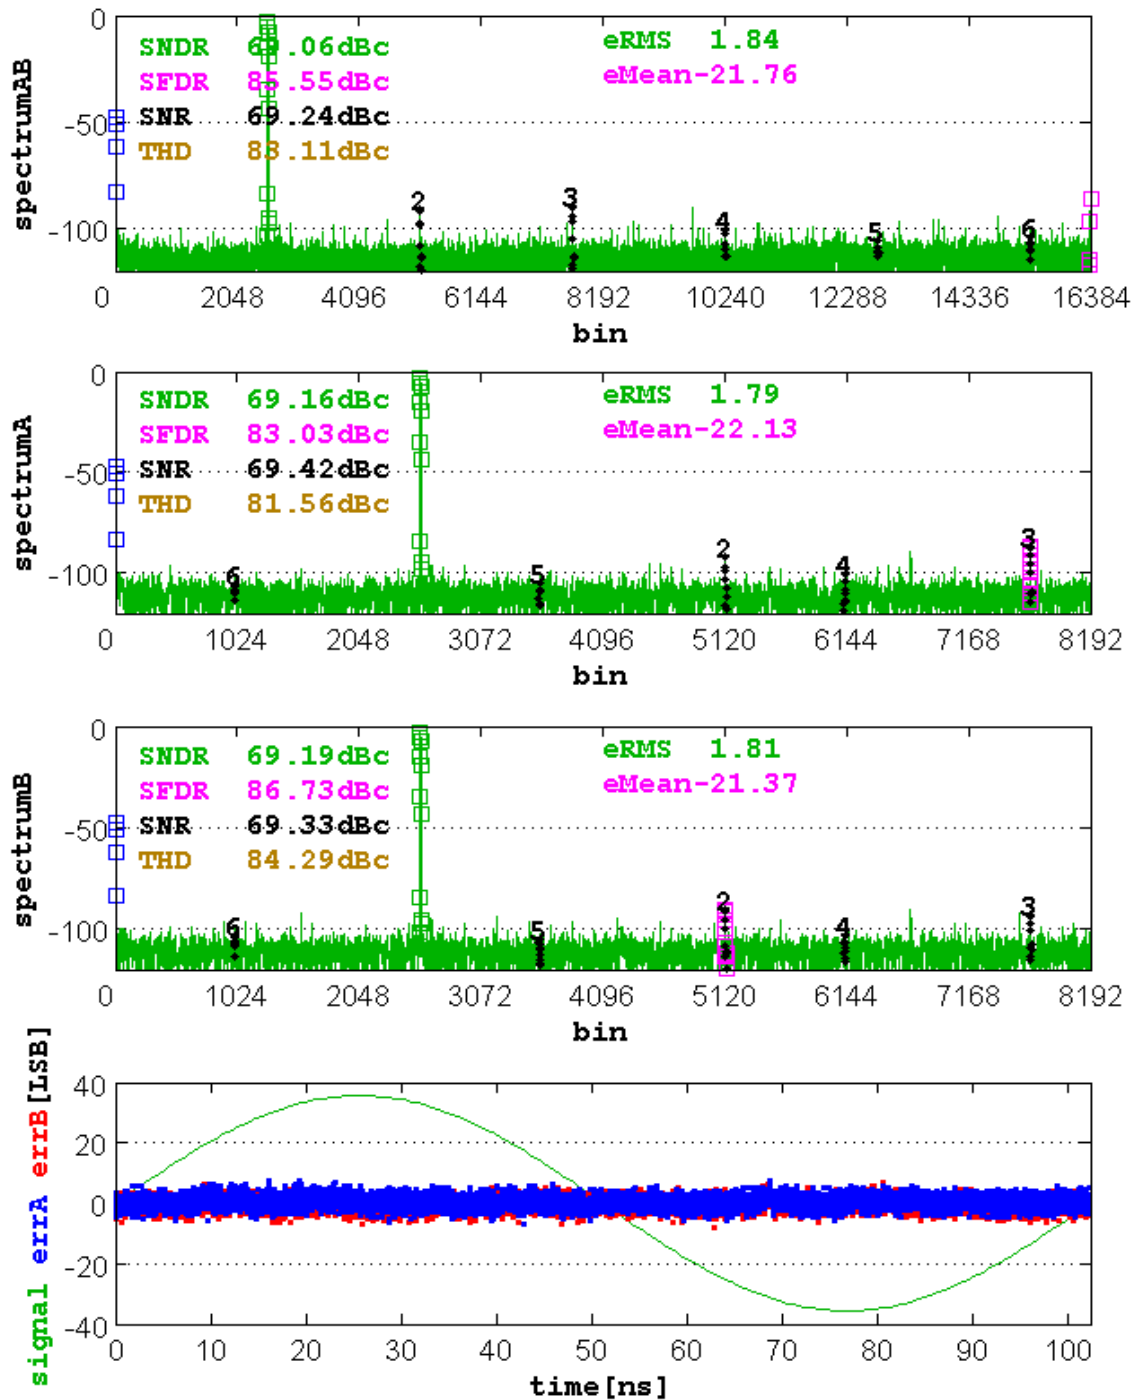 spectrumAB
0
-50
-100
SNDR 69.06dBc
SFDR 85.55dBc
SNR 69.24dBc
THD 83.11dBc
eRMS 1.84
eMean-21.76
2 3 4 5 6
0 2048 4096 6144 8192 10240 12288 14336 16384
bin
spectrumA
0
-50
-100
SNDR 69.16dBc
SFDR 83.03dBc
SNR 69.42dBc
THD 81.56dBc
eRMS 1.79
eMean-22.13
6 5 2 4 3
0 1024 2048 3072 4096 5120 6144 7168 8192
bin
spectrumB
0
-50
-100
SNDR 69.19dBc
SFDR 86.73dBc
SNR 69.33dBc
THD 84.29dBc
eRMS 1.81
eMean-21.37
6 5 2 4 3
0 1024 2048 3072 4096 5120 6144 7168 8192
bin
signal errA errB[LSB]
40
20
0
-20
-40
0 10 20 30 40 50 60 70 80 90 100
time[ns]